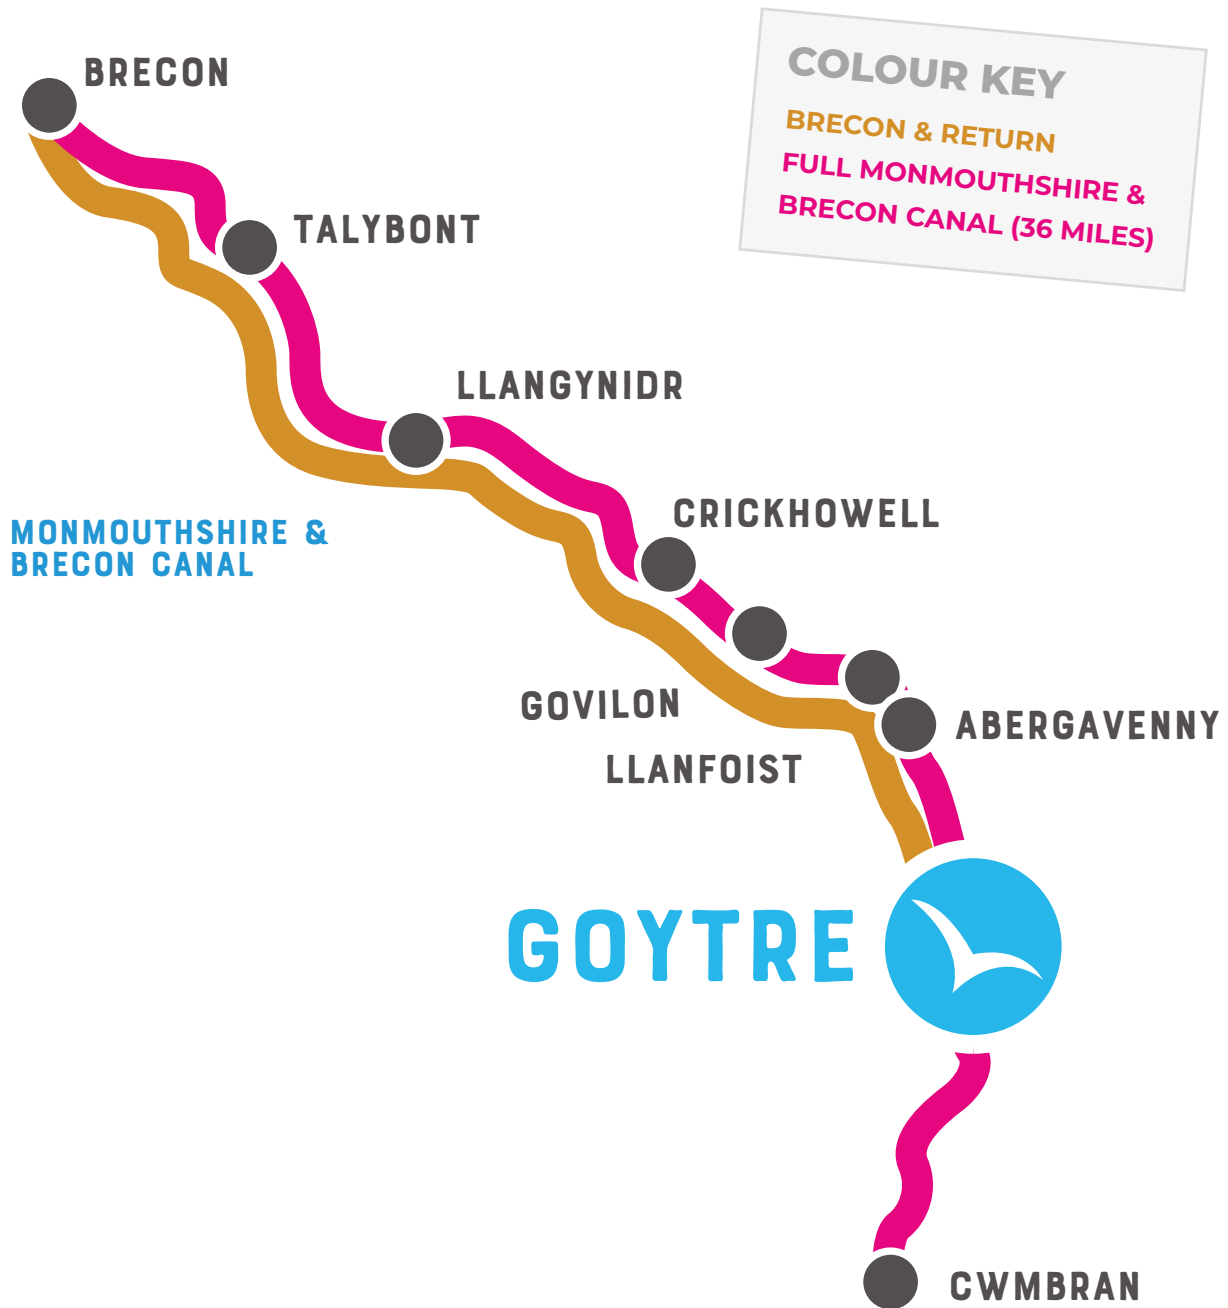 BRECON
COLOUR KEY
BRECON & RETURN
FULL MONMOUTHSHIRE &
BRECON CANAL (36 MILES)
TALYBONT
LLANGYNIDR
CRICKHOWELL
MONMOUTHSHIRE &
BRECON CANAL
GOVILON
ABERGAVENNY
LLANFOIST
GOYTRE
CWMBRAN